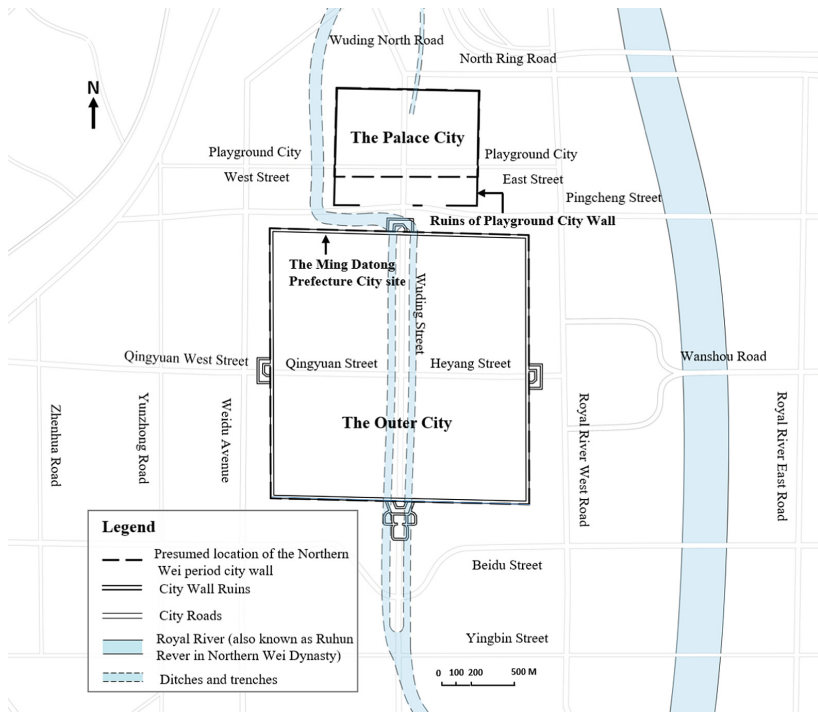 Wuding North Road
North Ring Road
N
The Palace City
Playground City
West Street
Playground City
East Street
Pingcheng Street
Ruins of Playground City Wall
The Ming Datong
Prefecture City site
Wuding Street
Qingyuan West Street
Qingyuan Street
Heyang Street
Wanshou Road
Zhenhua Road
Yunzhong Road
Weidu Avenue
The Outer City
Royal River West Road
Royal River East Road
Legend
Presumed location of the Northern
Wei period city wall
City Wall Ruins
City Roads
Royal River (also known as Ruhun
Rever in Northern Wei Dynasty)
Ditches and trenches
Beidu Street
Yingbin Street
0 100 200 500 M